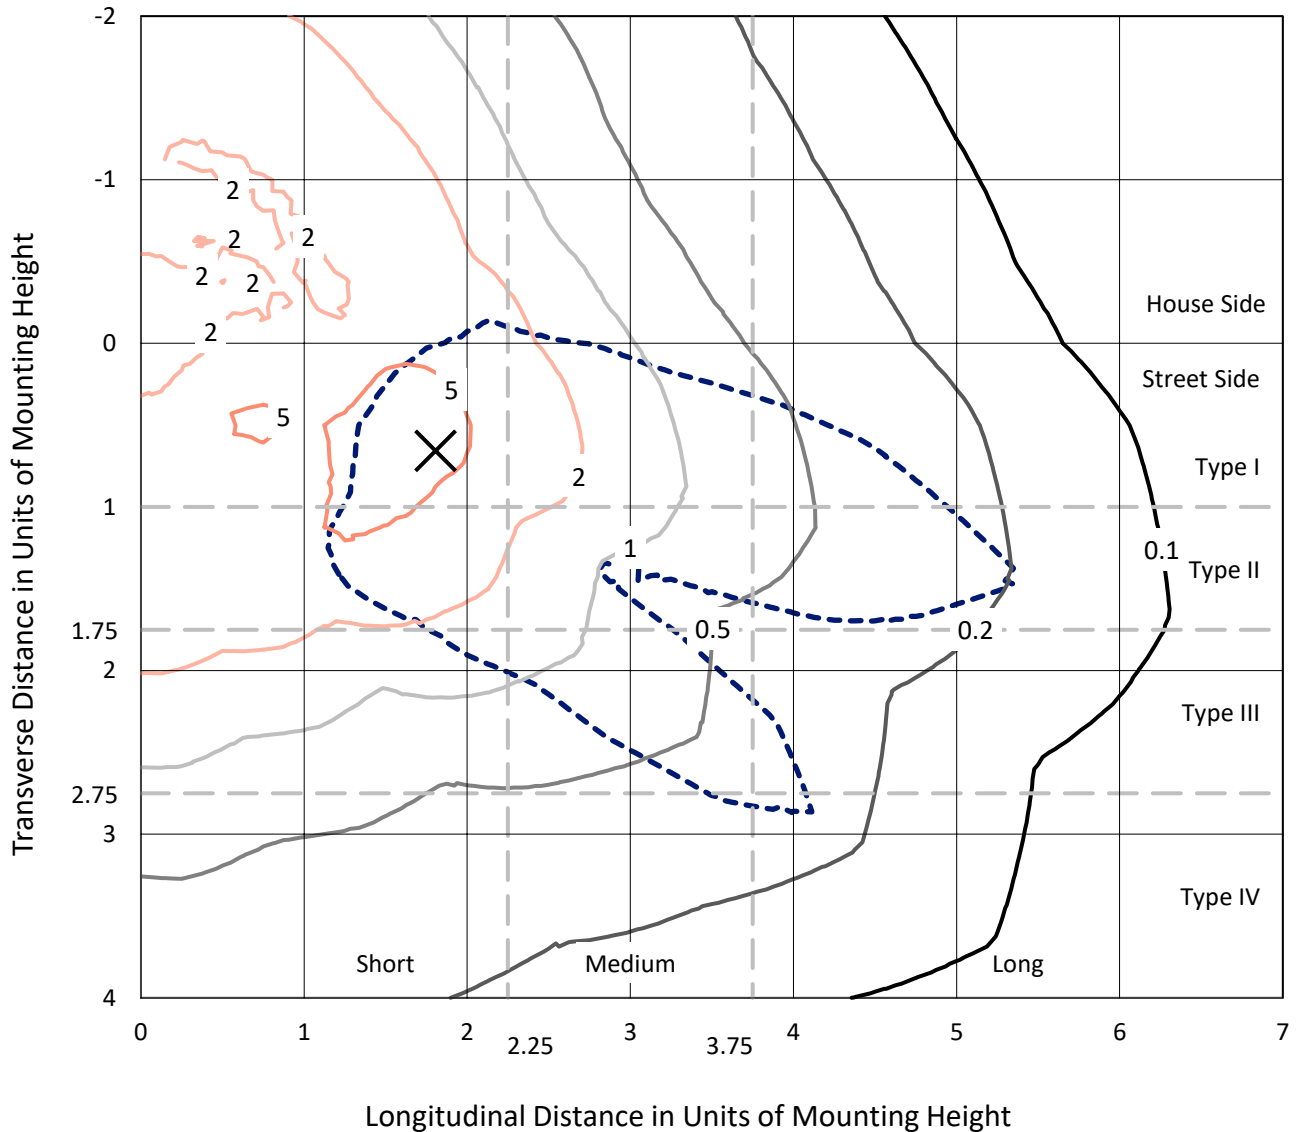 -2
-1
2
2
2
2
2
House Side
2
0
Street Side
5
5
Type I
2
1
1
0.1
Type II
1.75
0.5
0.2
2
Type III
2.75
3
Type IV
Short
Medium
Long
4
0
1
2
3
4
5
6
7
2.25
3.75
Longitudinal Distance in Units of Mounting Height
Transverse Distance in Units of Mounting Height